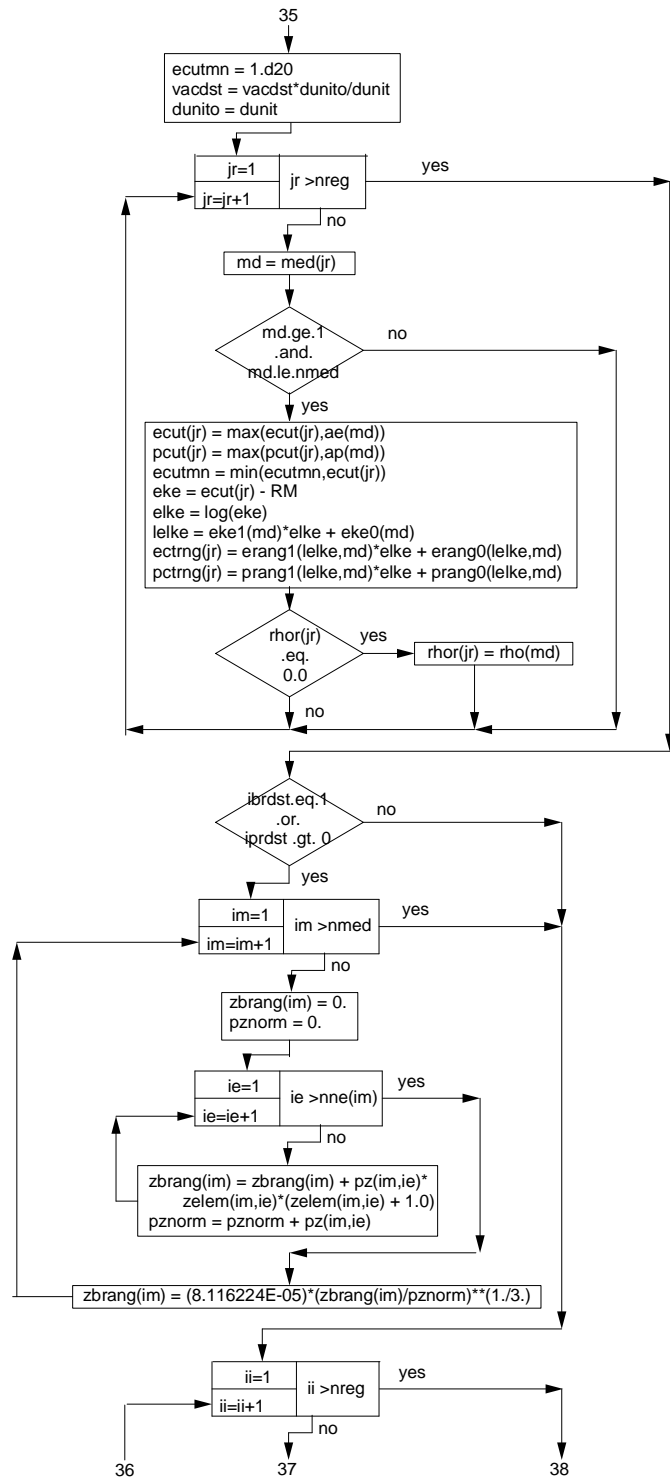 35
ecutmn = 1.d20
vacdst = vacdst*dunito/dunit
dunito = dunit
jr=1
jr=jr+1
jr >nreg
yes
no
md = med(jr)
md.ge.1
.and.
md.le.nmed
no
yes
ecut(jr) = max(ecut(jr),ae(md))
pcut(jr) = max(pcut(jr),ap(md))
ecutmn = min(ecutmn,ecut(jr))
eke = ecut(jr) - RM
elke = log(eke)
lelke = eke1(md)*elke + eke0(md)
ectrng(jr) = erang1(lelke,md)*elke + erang0(lelke,md)
pctrng(jr) = prang1(lelke,md)*elke + prang0(lelke,md)
rhor(jr)
.eq.
0.0
yes
rhor(jr) = rho(md)
no
ibrdst.eq.1
.or.
iprdst .gt. 0
no
yes
im=1
im=im+1
im >nmed
yes
no
zbrang(im) = 0.
pznorm = 0.
ie=1
ie=ie+1
ie >nne(im)
yes
no
zbrang(im) = zbrang(im) + pz(im,ie)*
zelem(im,ie)*(zelem(im,ie) + 1.0)
pznorm = pznorm + pz(im,ie)
zbrang(im) = (8.116224E-05)*(zbrang(im)/pznorm)**(1./3.)
ii=1
ii=ii+1
ii >nreg
yes
no
36
37
38